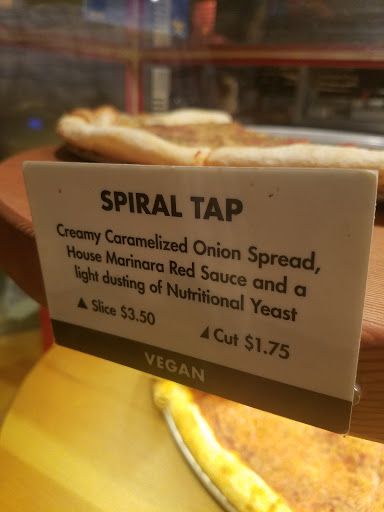 SPIRAL TAP
Creamy Caramelized Onion Spread,
House Marinara Red Sauce and a
light dusting of Nutritional Yeast
Slice $3.50
Cut $1.75
VEGAN